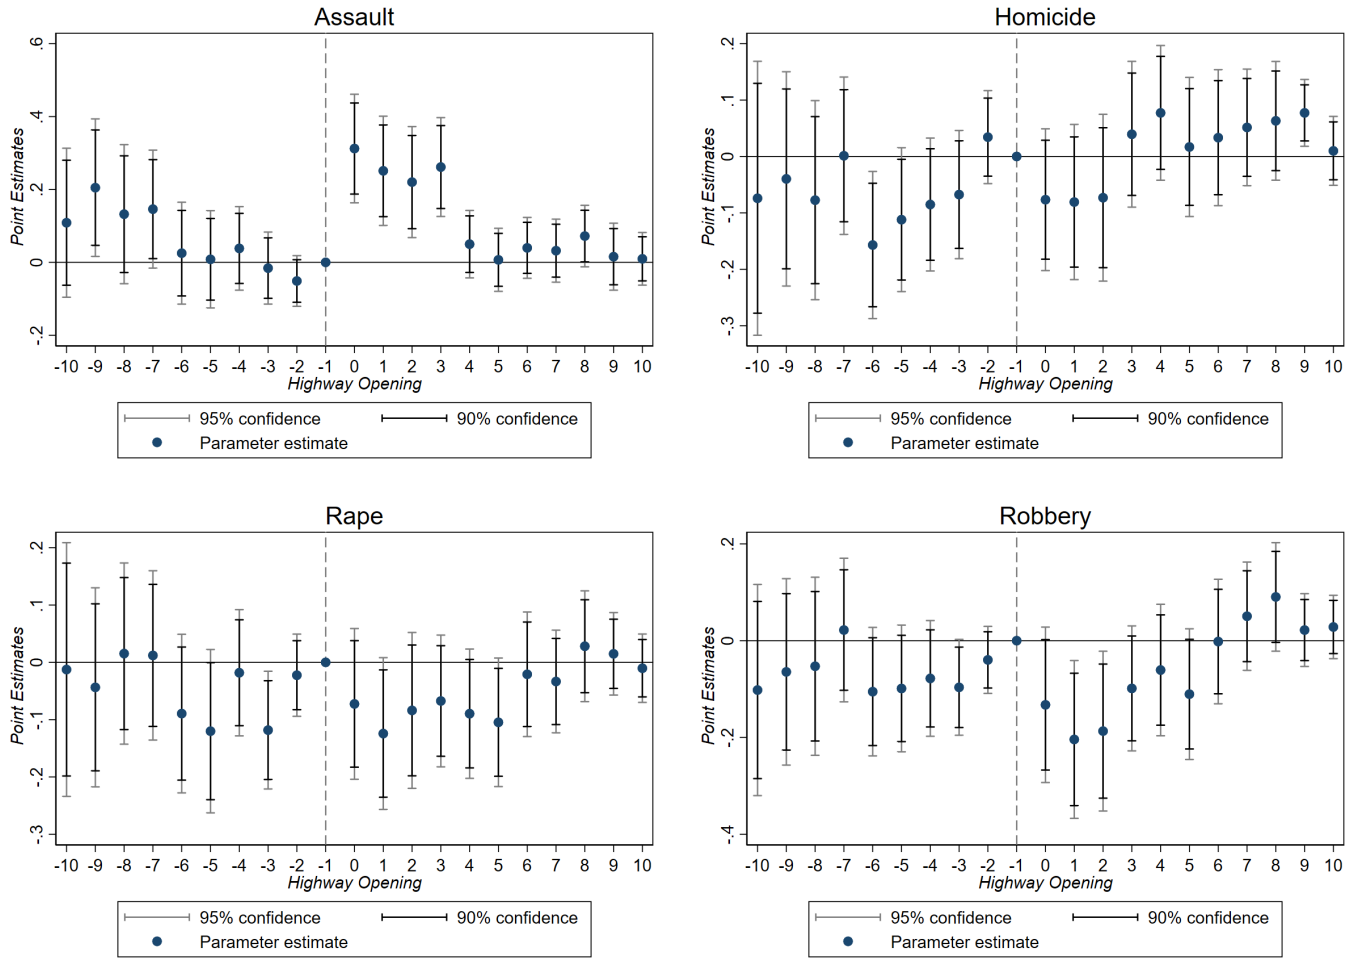 Assault
Point Estimates
.6
.4
.2
0
-.2
-10 -9 -8 -7 -6 -5 -4 -3 -2 -1 0 1 2 3 4 5 6 7 8 9 10
Highway Opening
95% confidence 90% confidence
Parameter estimate
Homicide
Point Estimates
.2
.1
0
-.1
-.2
-.3
-10 -9 -8 -7 -6 -5 -4 -3 -2 -1 0 1 2 3 4 5 6 7 8 9 10
Highway Opening
95% confidence 90% confidence
Parameter estimate
Rape
Point Estimates
.2
.1
0
-.1
-.2
-.3
-10 -9 -8 -7 -6 -5 -4 -3 -2 -1 0 1 2 3 4 5 6 7 8 9 10
Highway Opening
95% confidence 90% confidence
Parameter estimate
Robbery
Point Estimates
.2
0
-.2
-.4
-10 -9 -8 -7 -6 -5 -4 -3 -2 -1 0 1 2 3 4 5 6 7 8 9 10
Highway Opening
95% confidence 90% confidence
Parameter estimate